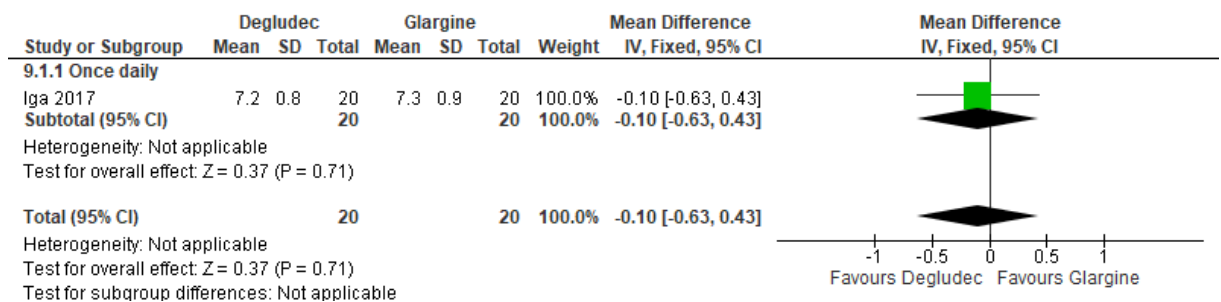 Degludec Glargine Mean Difference Mean Difference
Study or Subgroup Mean SD Total Mean SD Total Weight IV, Fixed, 95% CI IV, Fixed, 95% CI
9.1.1 Once daily
Iga 2017 7.2 0.8 20 7.3 0.9 20 100.0% -0.10 [-0.63, 0.43]
Subtotal (95% CI) 20 20 100.0% -0.10 [-0.63, 0.43]
Heterogeneity: Not applicable
Test for overall effect: Z = 0.37 (P = 0.71)
Total (95% CI) 20 20 100.0% -0.10 [-0.63, 0.43]
Heterogeneity: Not applicable
Test for overall effect: Z = 0.37 (P = 0.71)
Test for subgroup differences: Not applicable
-1 -0.5 0 0.5 1
Favours Degludec Favours Glargine